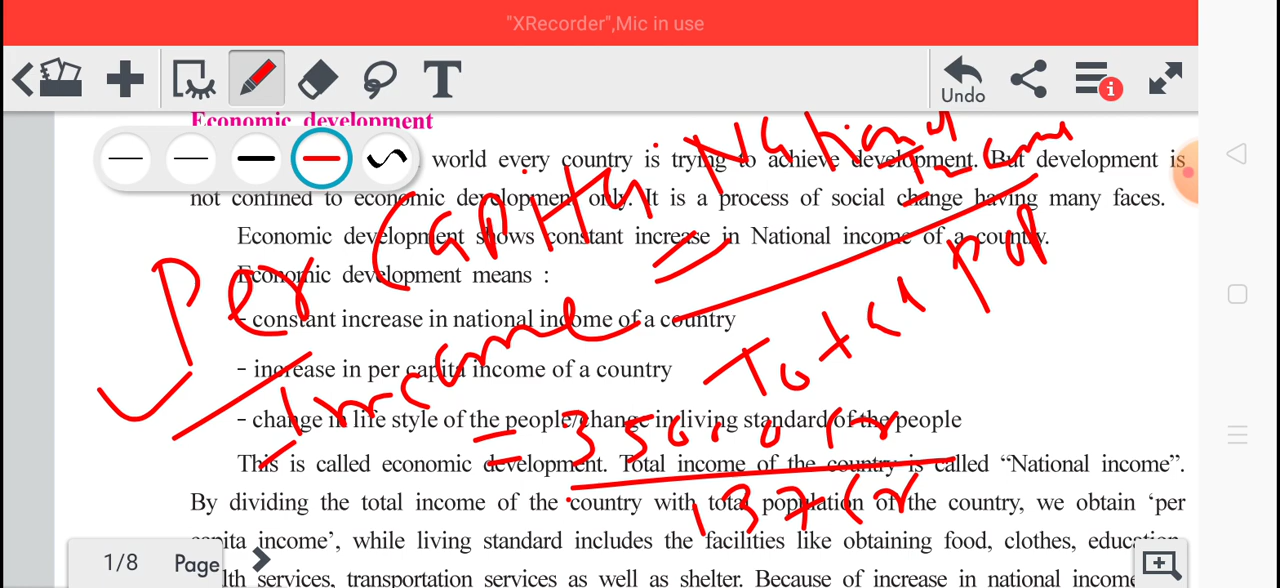 "XRecorder",Mic in use
Undo
Economic development
world every country is trying to achieve development. But development is
not confined to economic development only. It is a process of social change having many faces.
Economic development shows constant increase in National income of a country.
Economic development means :
- constant increase in national income of a country
- increase in per capita income of a country
- change in life style of the people/change in living standard of the people
This is called economic development. Total income of the country is called “National income”.
By dividing the total income of the country with total population of the country, we obtain ‘per
capita income’, while living standard includes the facilities like obtaining food, clothes, education,
health services, transportation services as well as shelter. Because of increase in national income
Per Capita Income = National Income
Total pop
= 35000 cr
137 cr
1/8 Page